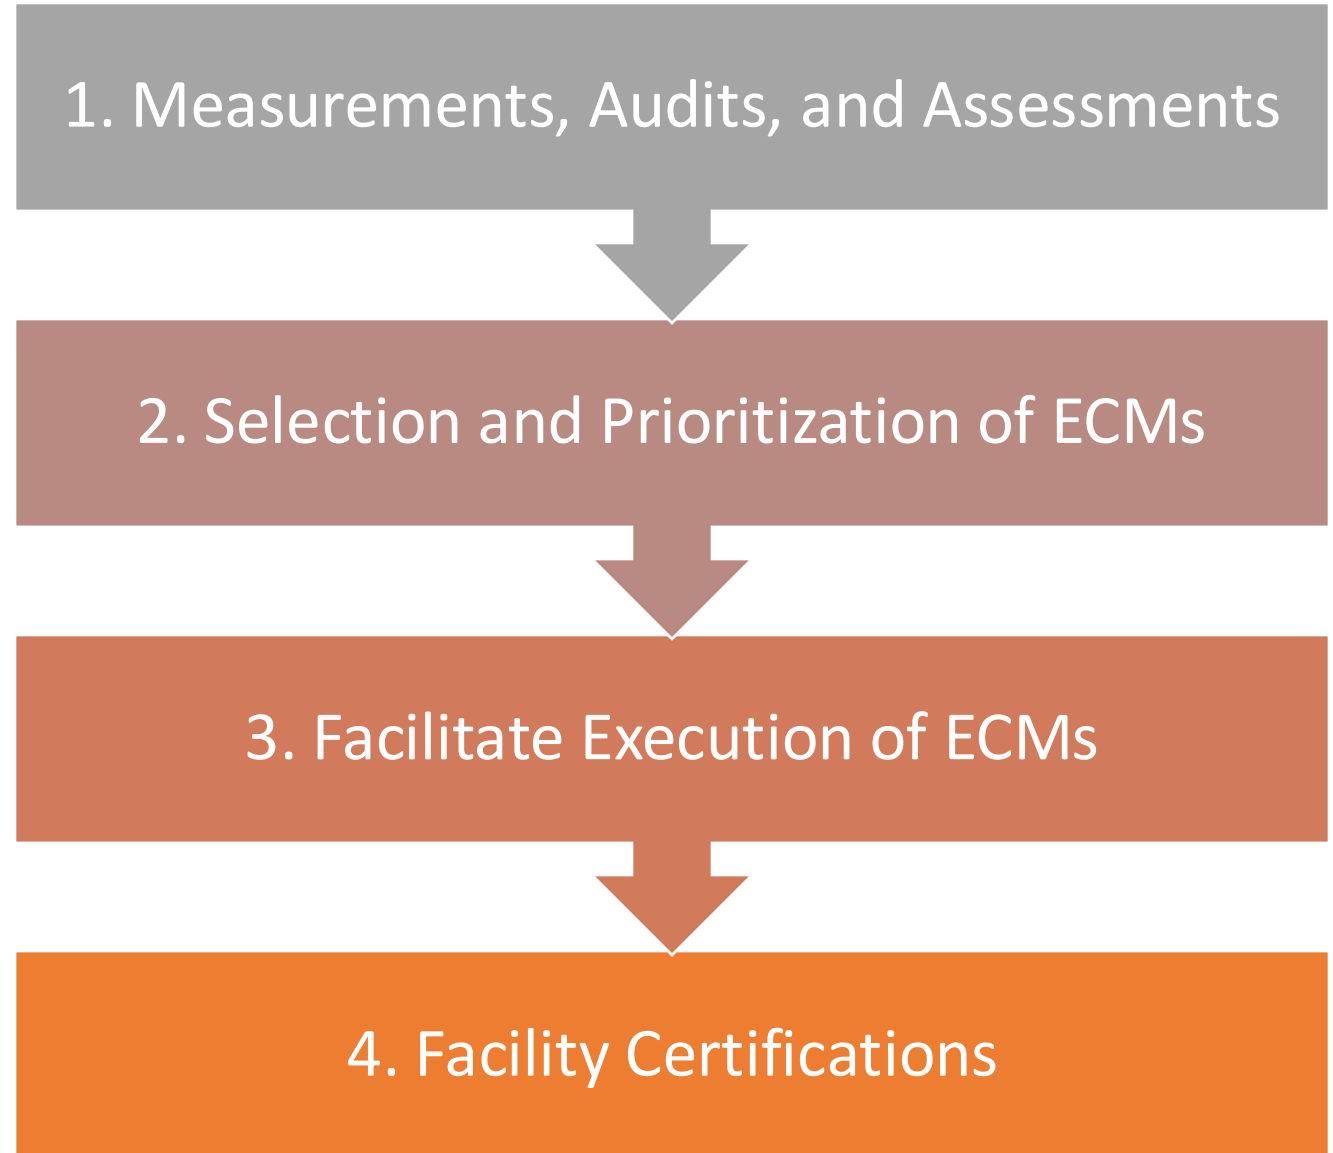 1. Measurements, Audits, and Assessments
2. Selection and Prioritization of ECMs
3. Facilitate Execution of ECMs
4. Facility Certifications